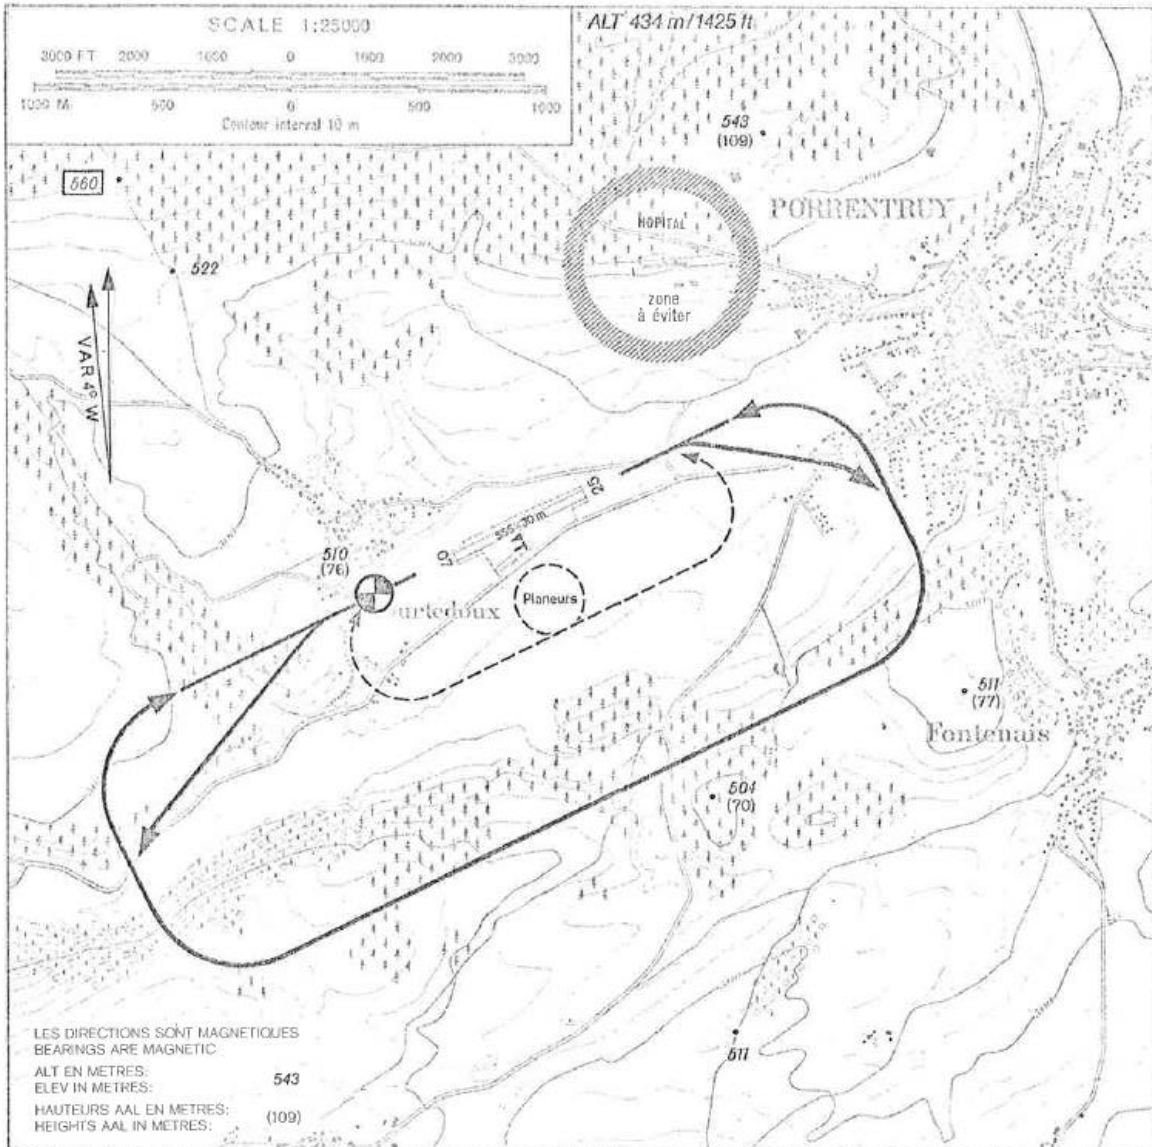 SCALE 1:25000
3000 FT 2000 1000 0 1000 2000 3000
1000 M 500 0 500 1000
Contour interval 10 m
ALT 434 m/1425 ft
543
(109)
560
PORRENTRUY
HOPITAL
522
zone
à éviter
VAR 4° W
25
555 × 30 m
T
07
510
(76)
Planeurs
urtedoux
511
(77)
Fontenais
504
(70)
511
LES DIRECTIONS SONT MAGNETIQUES
BEARINGS ARE MAGNETIC
ALT EN METRES:
ELEV IN METRES:
543
HAUTEURS AAL EN METRES:
HEIGHTS AAL IN METRES:
(109)